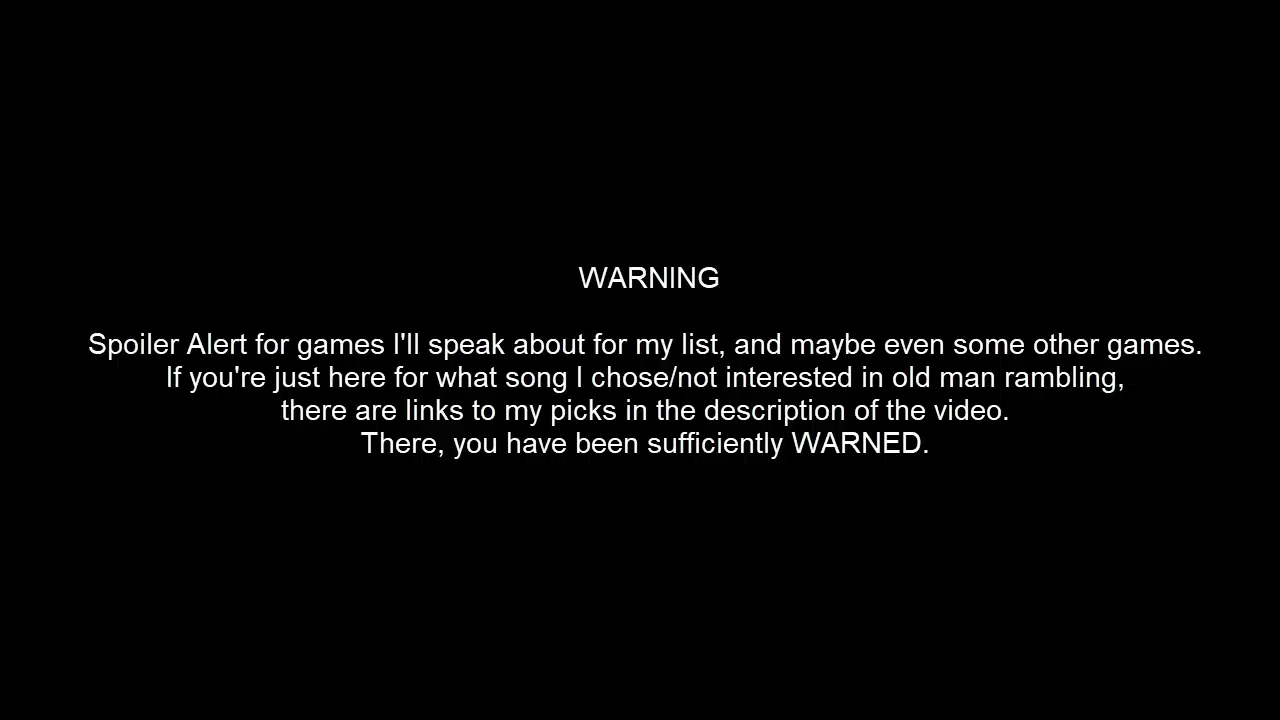 WARNING
Spoiler Alert for games I'll speak about for my list, and maybe even some other games.
If you're just here for what song I chose/not interested in old man rambling,
there are links to my picks in the description of the video.
There, you have been sufficiently WARNED.